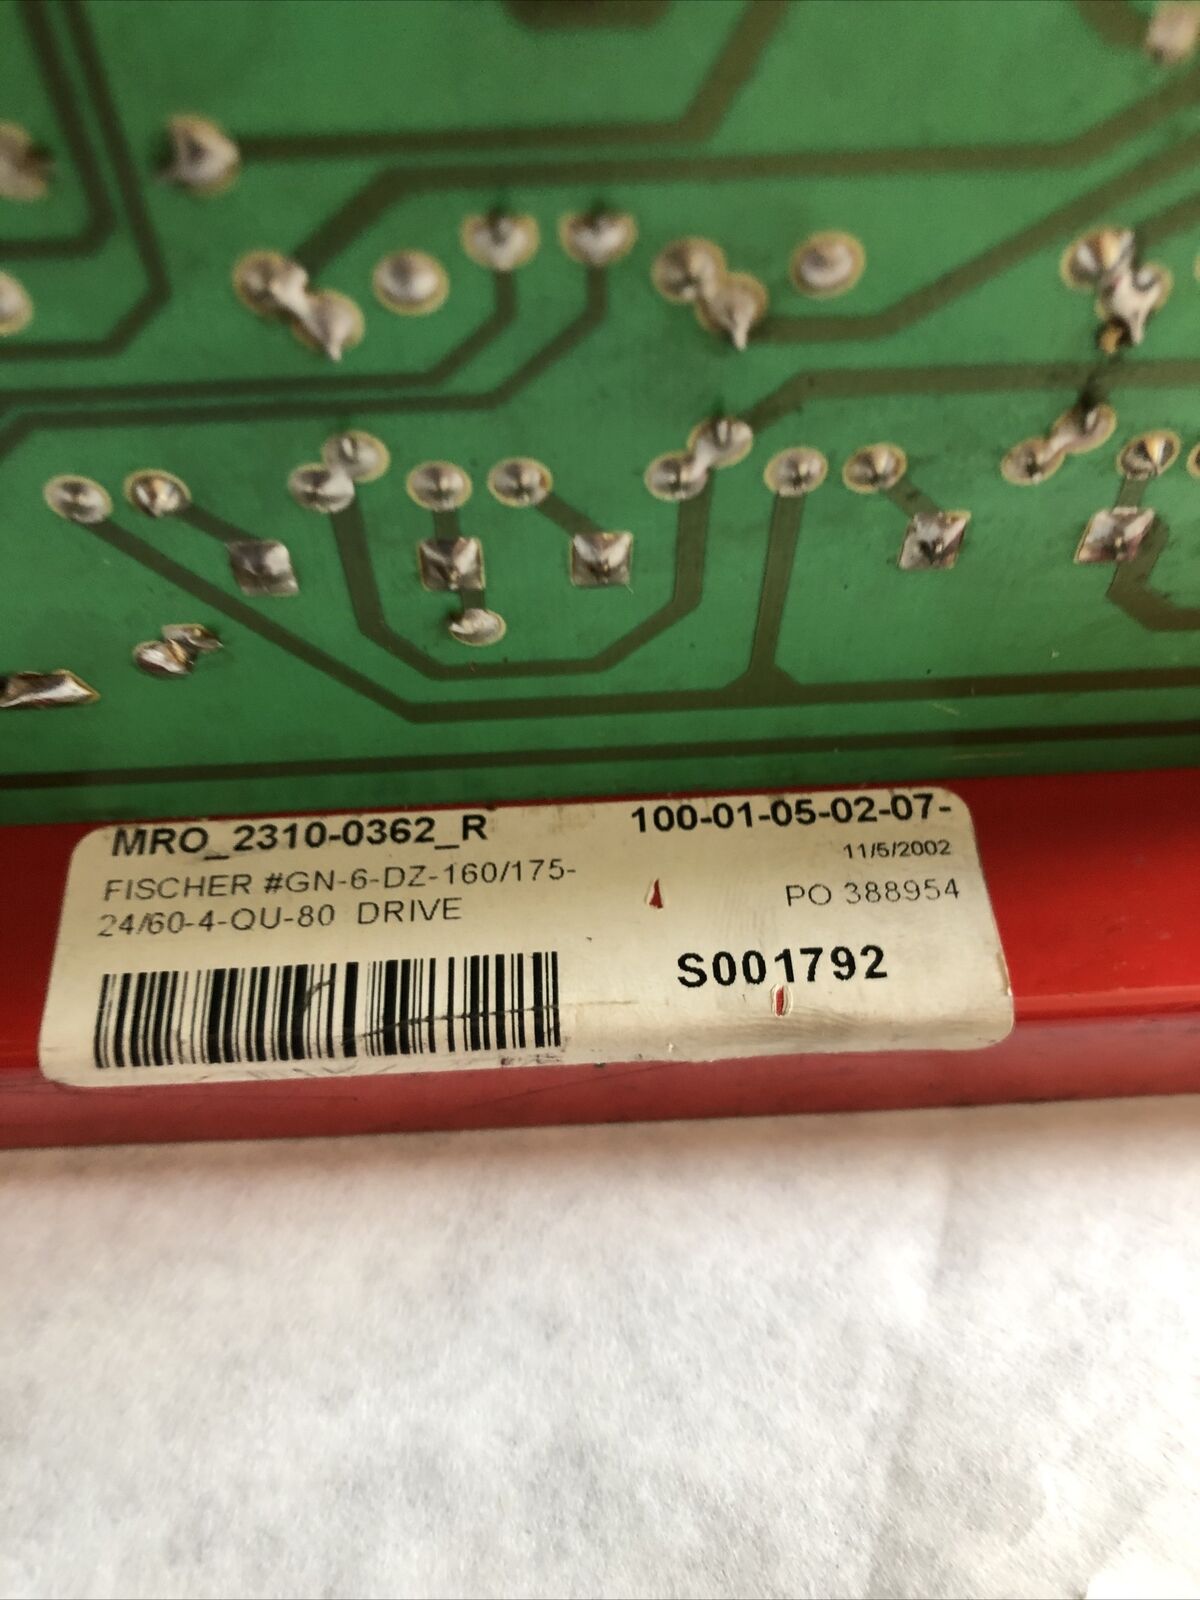 MRO_2310-0362_R
100-01-05-02-07-
11/5/2002
FISCHER #GN-6-DZ-160/175-
24/60-4-QU-80 DRIVE
PO 388954
S001792